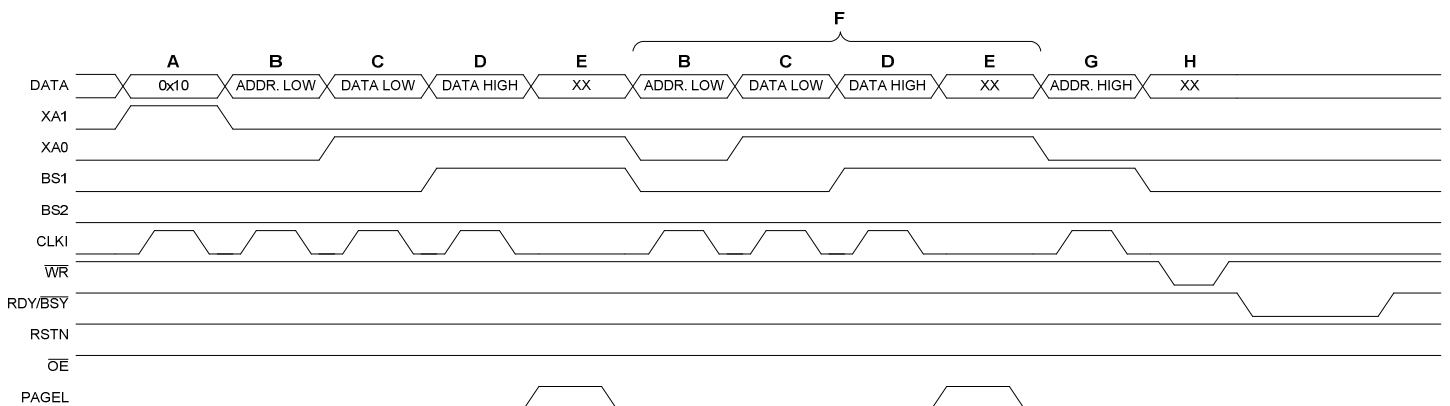 F
A B C D E B C D E G H
DATA 0x10 ADDR. LOW DATA LOW DATA HIGH XX ADDR. LOW DATA LOW DATA HIGH XX ADDR. HIGH XX
XA1
XA0
BS1
BS2
CLKI
WR
RDY/BSY
RSTN
OE
PAGEL